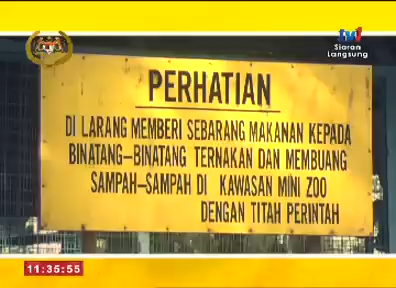 TV1
Siaran
Langsung
PERHATIAN
DI LARANG MEMBERI SEBARANG MAKANAN KEPADA
BINATANG-BINATANG TERNAKAN DAN MEMBUANG
SAMPAH-SAMPAH DI KAWASAN MINI ZOO
DENGAN TITAH PERINTAH
11:35:55